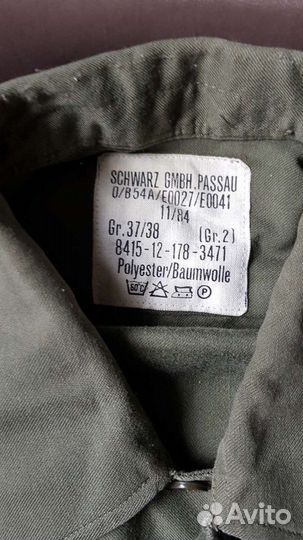 SCHWARZ GMBH.PASSAU
O/B54A/E0027/E0041
11/84
Gr.37/38 (Gr.2)
8415-12-178-3471
Polyester/Baumwolle
60° P
Avito